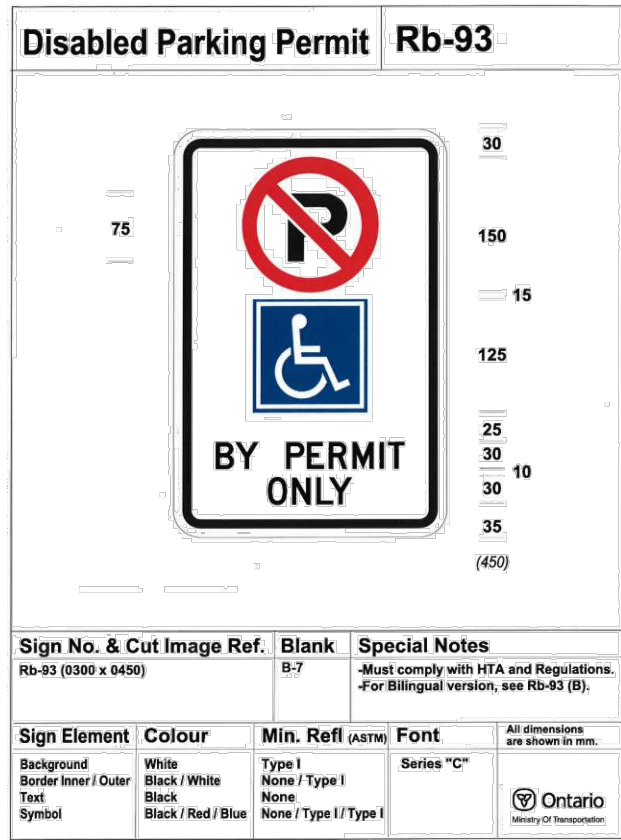 Disabled Parking Permit Rb-93
30
75
150
15
125
25
30
10
30
35
(450)
P
BY PERMIT
ONLY
Sign No. & Cut Image Ref. Blank Special Notes
Rb-93 (0300 x 0450) B-7 -Must comply with HTA and Regulations.
-For Bilingual version, see Rb-93 (B).
Sign Element Colour Min. Refl (ASTM) Font All dimensions
are shown in mm.
Background White Type I Series "C"
Border Inner / Outer Black / White None / Type I
Text Black None
Symbol Black / Red / Blue None / Type I / Type I
Ontario
Ministry Of Transportation